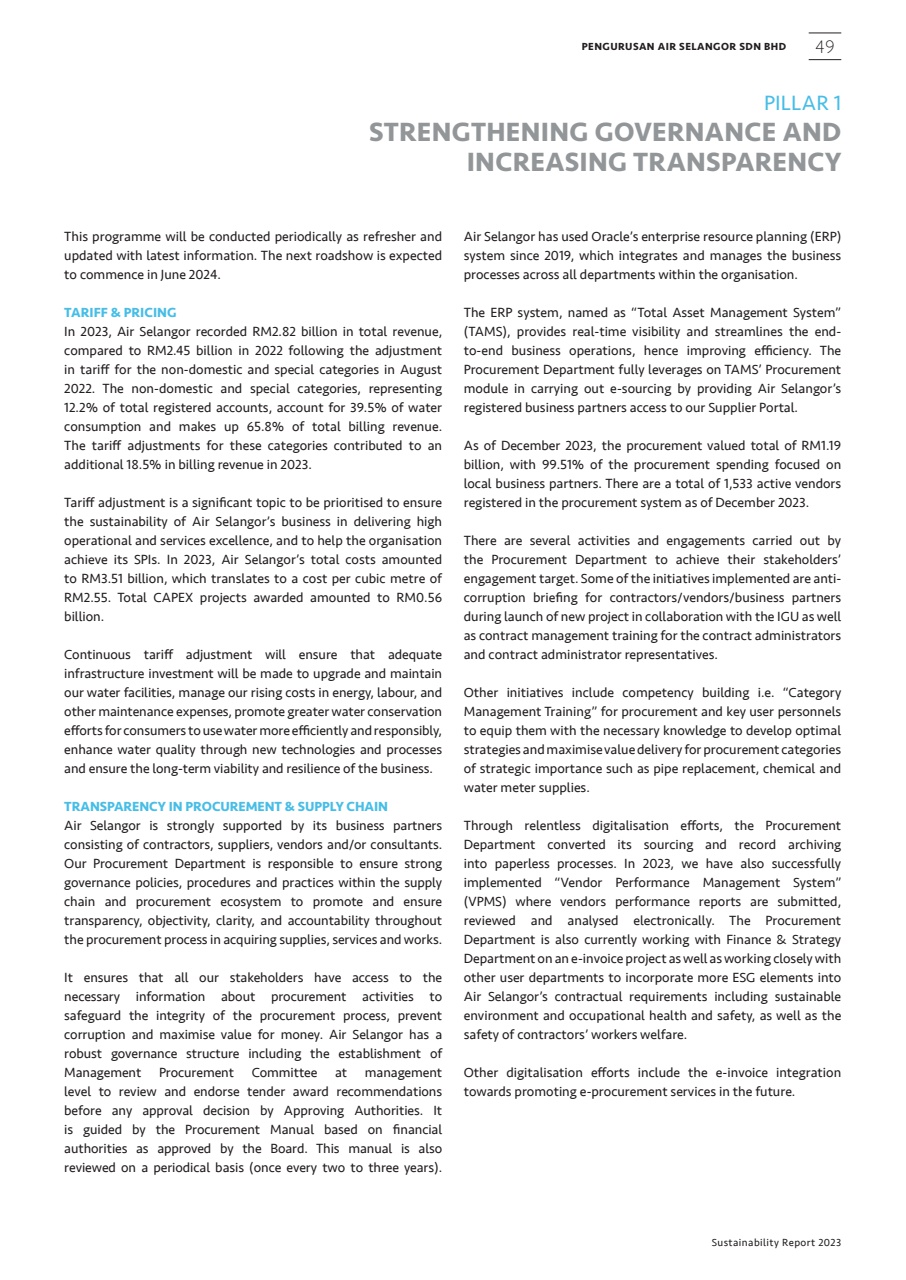 PENGURUSAN AIR SELANGOR SDN BHD 49
PILLAR 1
STRENGTHENING GOVERNANCE AND
INCREASING TRANSPARENCY
This programme will be conducted periodically as refresher and
updated with latest information. The next roadshow is expected
to commence in June 2024.
TARIFF & PRICING
In 2023, Air Selangor recorded RM2.82 billion in total revenue,
compared to RM2.45 billion in 2022 following the adjustment
in tariff for the non-domestic and special categories in August
2022. The non-domestic and special categories, representing
12.2% of total registered accounts, account for 39.5% of water
consumption and makes up 65.8% of total billing revenue.
The tariff adjustments for these categories contributed to an
additional 18.5% in billing revenue in 2023.
Tariff adjustment is a significant topic to be prioritised to ensure
the sustainability of Air Selangor's business in delivering high
operational and services excellence, and to help the organisation
achieve its SPIs. In 2023, Air Selangor's total costs amounted
to RM3.51 billion, which translates to a cost per cubic metre of
RM2.55. Total CAPEX projects awarded amounted to RM0.56
billion.
Continuous tariff adjustment will ensure that adequate
infrastructure investment will be made to upgrade and maintain
our water facilities, manage our rising costs in energy, labour, and
other maintenance expenses, promote greater water conservation
efforts for consumers to use water more efficiently and responsibly,
enhance water quality through new technologies and processes
and ensure the long-term viability and resilience of the business.
TRANSPARENCY IN PROCUREMENT & SUPPLY CHAIN
Air Selangor is strongly supported by its business partners
consisting of contractors, suppliers, vendors and/or consultants.
Our Procurement Department is responsible to ensure strong
governance policies, procedures and practices within the supply
chain and procurement ecosystem to promote and ensure
transparency, objectivity, clarity, and accountability throughout
the procurement process in acquiring supplies, services and works.
It ensures that all our stakeholders have access to the
necessary information about procurement activities to
safeguard the integrity of the procurement process, prevent
corruption and maximise value for money. Air Selangor has a
robust governance structure including the establishment of
Management Procurement Committee at management
level to review and endorse tender award recommendations
before any approval decision by Approving Authorities. It
is guided by the Procurement Manual based on financial
authorities as approved by the Board. This manual is also
reviewed on a periodical basis (once every two to three years).
Air Selangor has used Oracle's enterprise resource planning (ERP)
system since 2019, which integrates and manages the business
processes across all departments within the organisation.
The ERP system, named as “Total Asset Management System”
(TAMS), provides real-time visibility and streamlines the end-
to-end business operations, hence improving efficiency. The
Procurement Department fully leverages on TAMS' Procurement
module in carrying out e-sourcing by providing Air Selangor's
registered business partners access to our Supplier Portal.
As of December 2023, the procurement valued total of RM1.19
billion, with 99.51% of the procurement spending focused on
local business partners. There are a total of 1,533 active vendors
registered in the procurement system as of December 2023.
There are several activities and engagements carried out by
the Procurement Department to achieve their stakeholders'
engagement target. Some of the initiatives implemented are anti-
corruption briefing for contractors/vendors/business partners
during launch of new project in collaboration with the IGU as well
as contract management training for the contract administrators
and contract administrator representatives.
Other initiatives include competency building i.e. “Category
Management Training” for procurement and key user personnels
to equip them with the necessary knowledge to develop optimal
strategies and maximise value delivery for procurement categories
of strategic importance such as pipe replacement, chemical and
water meter supplies.
Through relentless digitalisation efforts, the Procurement
Department converted its sourcing and record archiving
into paperless processes. In 2023, we have also successfully
implemented “Vendor Performance Management System”
(VPMS) where vendors performance reports are submitted,
reviewed and analysed electronically. The Procurement
Department is also currently working with Finance & Strategy
Department on an e-invoice project as well as working closely with
other user departments to incorporate more ESG elements into
Air Selangor's contractual requirements including sustainable
environment and occupational health and safety, as well as the
safety of contractors' workers welfare.
Other digitalisation efforts include the e-invoice integration
towards promoting e-procurement services in the future.
Sustainability Report 2023